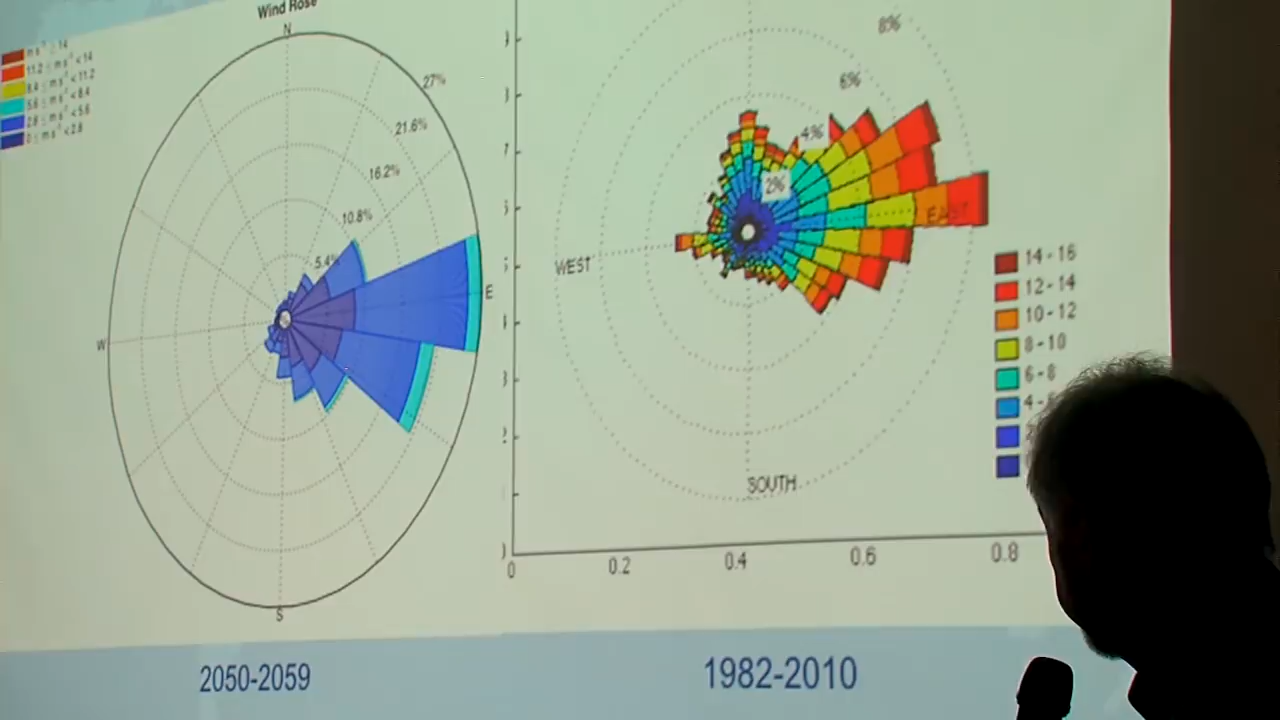 Wind Rose
N
27%
21.6%
16.2%
10.8%
5.4%
E
W
S
2050-2059
8%
6%
4%
2%
EAST
WEST
SOUTH
14 - 16
12 - 14
10 - 12
8 - 10
6 - 8
0
0.2
0.4
0.6
0.8
1982-2010